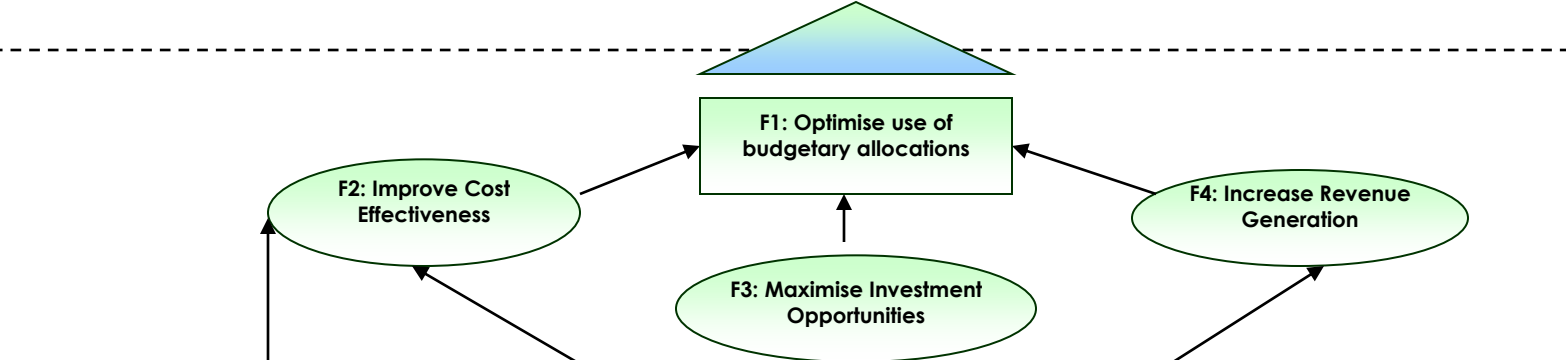 F1: Optimise use of
budgetary allocations
F2: Improve Cost
Effectiveness
F4: Increase Revenue
Generation
F3: Maximise Investment
Opportunities